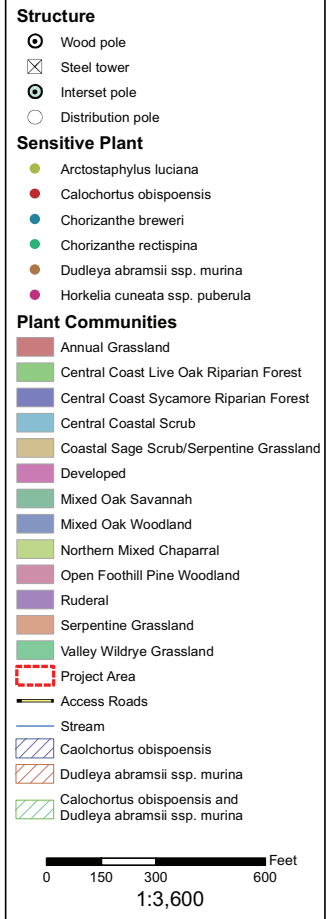 Structure
Wood pole
Steel tower
Interset pole
Distribution pole
Sensitive Plant
Arctostaphylus luciana
Calochortus obispoensis
Chorizanthe breweri
Chorizanthe rectispina
Dudleya abramsii ssp. murina
Horkelia cuneata ssp. puberula
Plant Communities
Annual Grassland
Central Coast Live Oak Riparian Forest
Central Coast Sycamore Riparian Forest
Central Coastal Scrub
Coastal Sage Scrub/Serpentine Grassland
Developed
Mixed Oak Savannah
Mixed Oak Woodland
Northern Mixed Chaparral
Open Foothill Pine Woodland
Ruderal
Serpentine Grassland
Valley Wildrye Grassland
Project Area
Access Roads
Stream
Caolchortus obispoensis
Dudleya abramsii ssp. murina
Calochortus obispoensis and
Dudleya abramsii ssp. murina
Feet
0 150 300 600
1:3,600